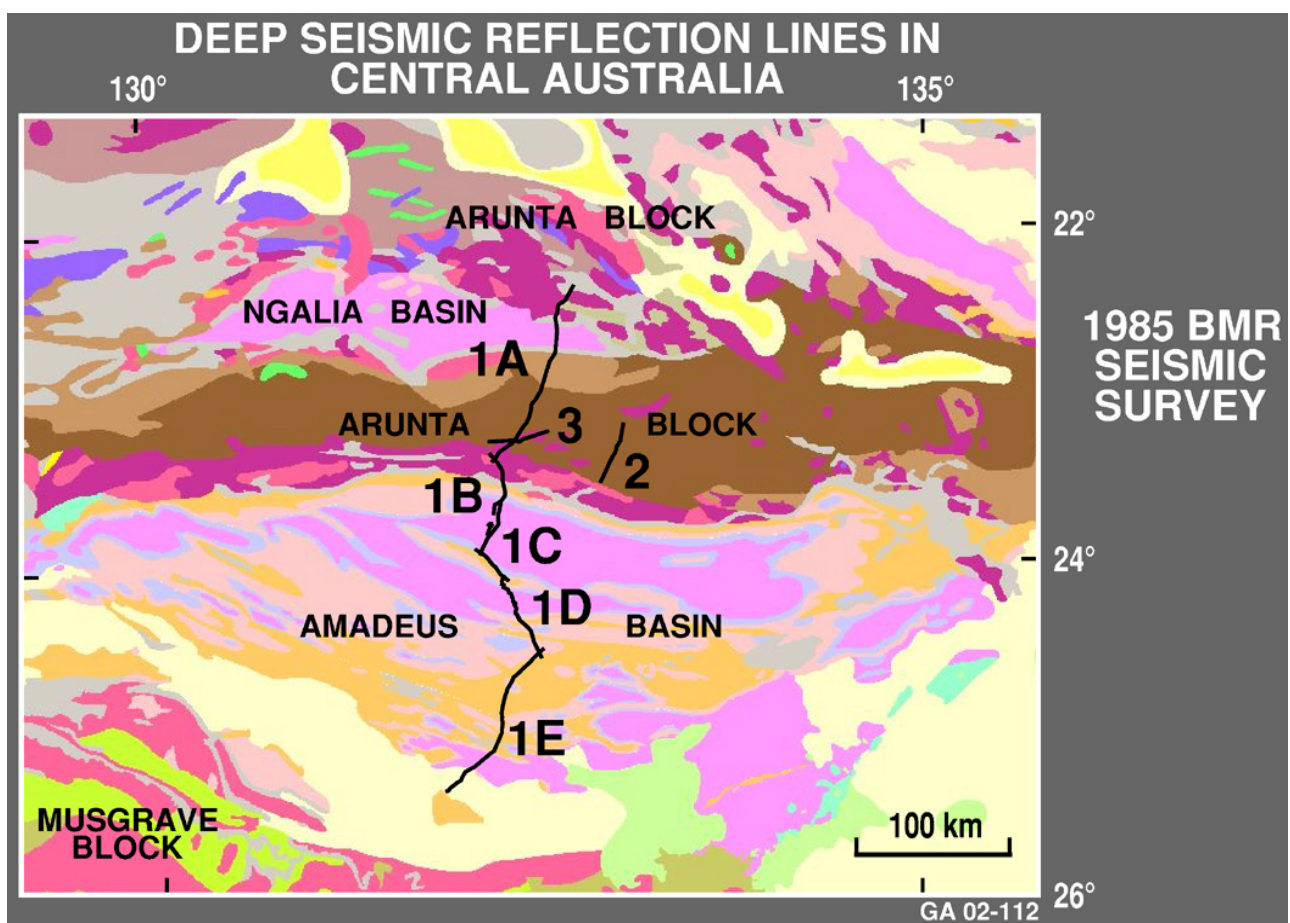 DEEP SEISMIC REFLECTION LINES IN
CENTRAL AUSTRALIA
130°
135°
ARUNTA BLOCK
22°
NGALIA BASIN
1985 BMR
SEISMIC
SURVEY
1A
ARUNTA
3
BLOCK
2
1B
1C
24°
1D
AMADEUS
BASIN
1E
MUSGRAVE
BLOCK
100 km
26°
GA 02-112